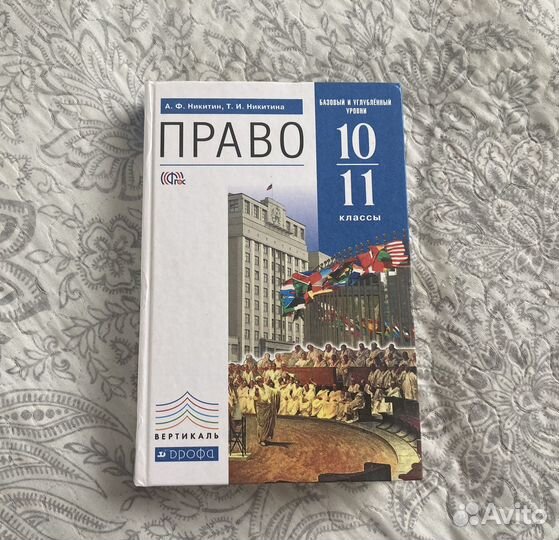 А. Ф. Никитин, Т. И. Никитина
ПРАВО
БАЗОВЫЙ И УГЛУБЛЁННЫЙ
УРОВНИ
10
11
КЛАССЫ
ФГОС
ВЕРТИКАЛЬ
дрофа
Avito